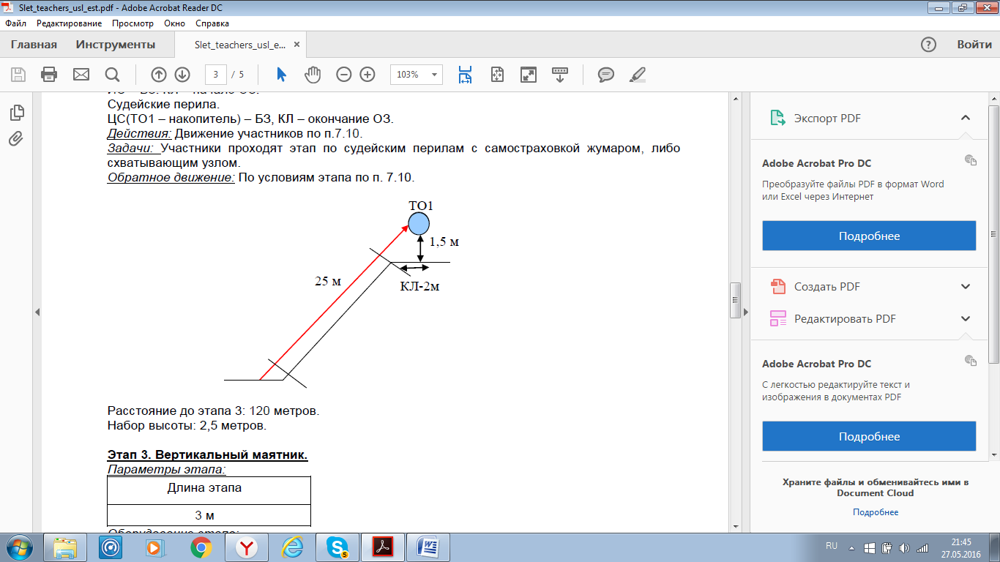 Slet_teachers_usl_est.pdf - Adobe Acrobat Reader DC
Файл Редактирование Просмотр Окно Справка
Главная Инструменты Slet_teachers_usl_e... × Войти
3 / 5 103%
Судейские перила.
ЦС(ТО1 – накопитель) – БЗ, КЛ – окончание ОЗ.
Действия: Движение участников по п.7.10.
Задачи: Участники проходят этап по судейским перилам с самостраховкой жумаром, либо
схватывающим узлом.
Обратное движение: По условиям этапа по п. 7.10.
ТО1
1,5 м
25 м
КЛ-2м
Расстояние до этапа 3: 120 метров.
Набор высоты: 2,5 метров.
Этап 3. Вертикальный маятник.
Параметры этапа:
Длина этапа
3 м
Оборудование этапа:
Экспорт PDF
Adobe Acrobat Pro DC
Преобразуйте файлы PDF в формат Word
или Excel через Интернет
Подробнее
Создать PDF
Редактировать PDF
Adobe Acrobat Pro DC
С легкостью редактируйте текст и
изображения в документах PDF
Подробнее
Храните файлы и обменивайтесь ими в
Document Cloud
Подробнее
5
RU
21:45
27.05.2016